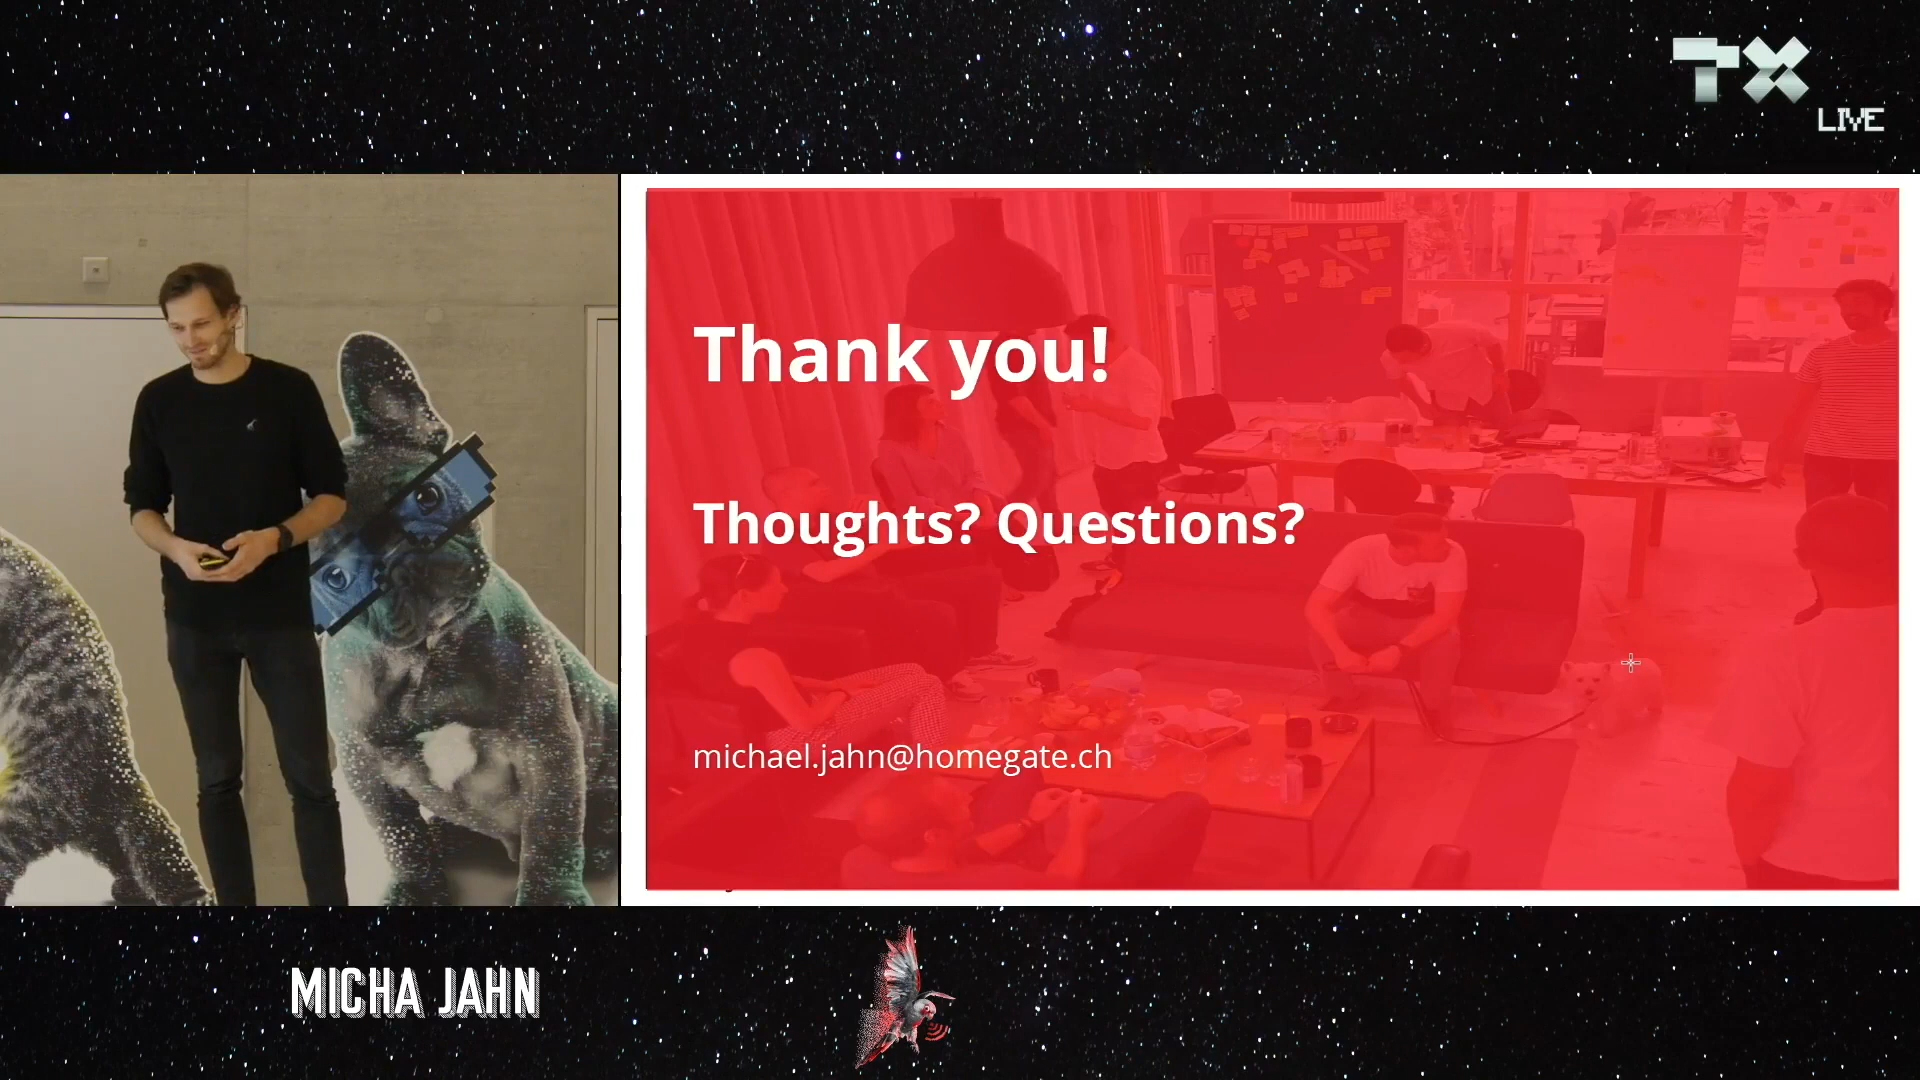 TX
LIVE
Thank you!
Thoughts? Questions?
michael.jahn@homegate.ch
MICHA JAHN